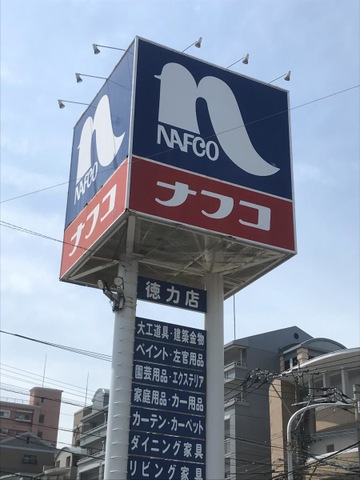 NAFCO
ナフコ
NAFCO
ナフコ
徳力店
大工道具・建築金物
ペイント・左官用品
園芸用品・エクステリア
家庭用品・カー用品
カーテン・カーペット
ダイニング家具
リビング家具